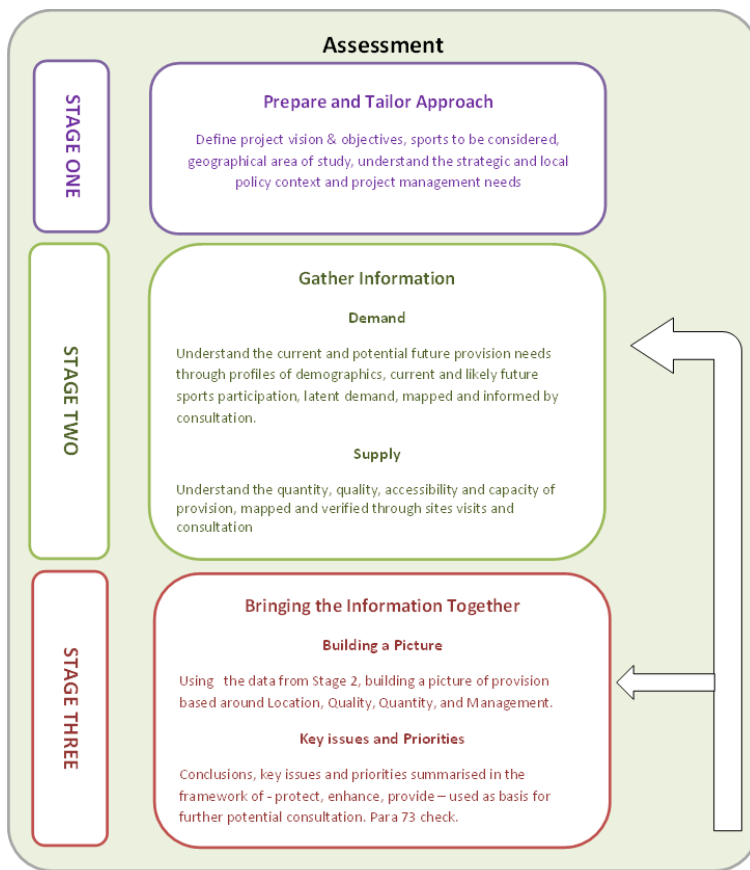 Assessment
STAGE ONE
Prepare and Tailor Approach
Define project vision & objectives, sports to be considered,
geographical area of study, understand the strategic and local
policy context and project management needs
STAGE TWO
Gather Information
Demand
Understand the current and potential future provision needs
through profiles of demographics, current and likely future
sports participation, latent demand, mapped and informed by
consultation.
Supply
Understand the quantity, quality, accessibility and capacity of
provision, mapped and verified through sites visits and
consultation
STAGE THREE
Bringing the Information Together
Building a Picture
Using the data from Stage 2, building a picture of provision
based around Location, Quality, Quantity, and Management.
Key issues and Priorities
Conclusions, key issues and priorities summarised in the
framework of - protect, enhance, provide – used as basis for
further potential consultation. Para 73 check.